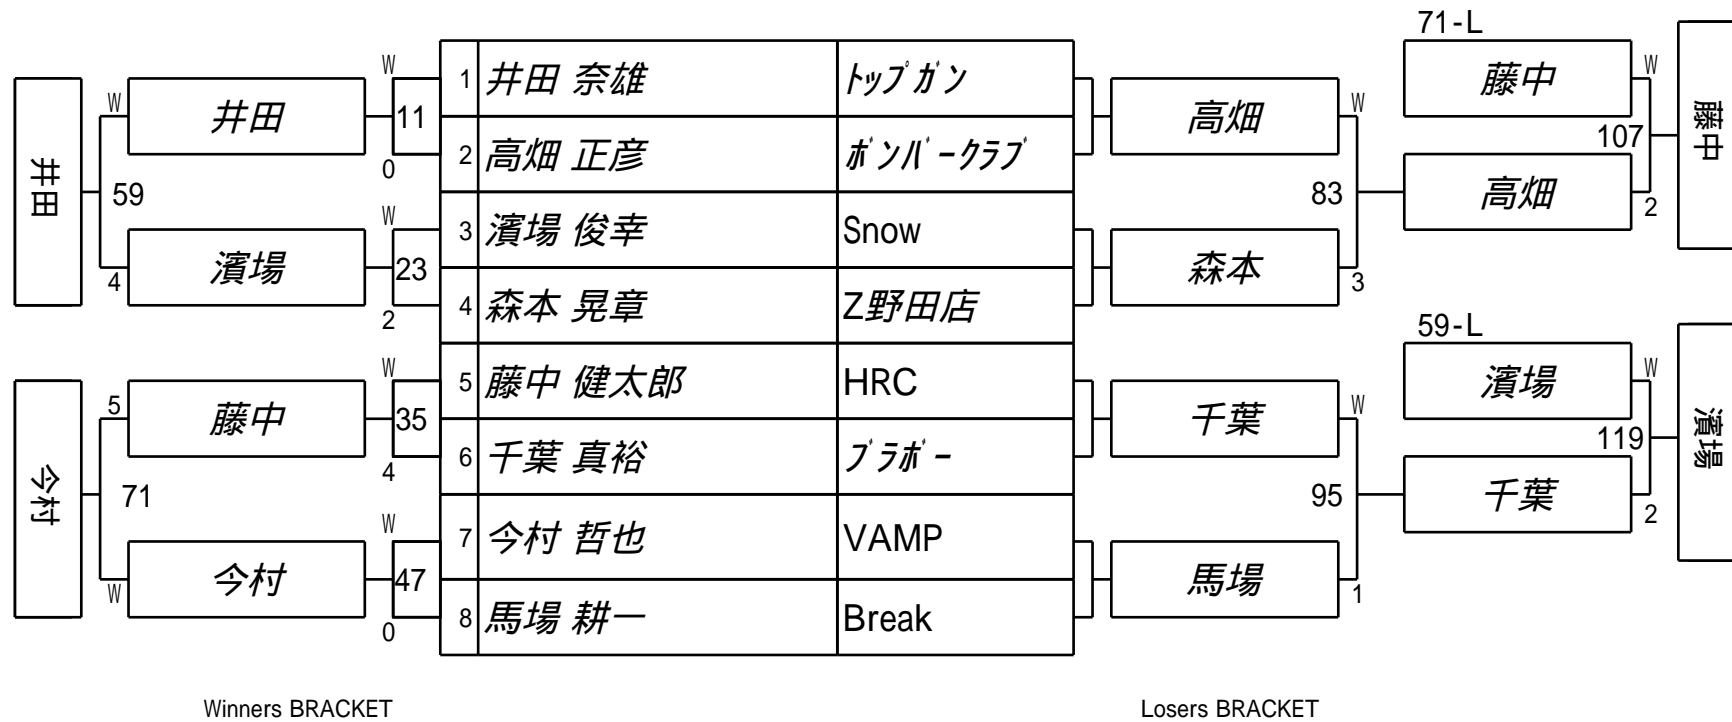 井田
W
井田
W
11
0
59
4
濱場
W
23
2
今村
5
藤中
W
35
4
71
W
今村
W
47
0
1 井田 奈雄 トップガン
2 高畑 正彦 ボンバークラブ
3 濱場 俊幸 Snow
4 森本 晃章 Z野田店
5 藤中 健太郎 HRC
6 千葉 真裕 ブラボー
7 今村 哲也 VAMP
8 馬場 耕一 Break
高畑
W
83
森本
3
71-L
藤中
W
107
高畑
2
藤中
千葉
W
95
馬場
1
59-L
濱場
W
119
千葉
2
濱場
Winners BRACKET
Losers BRACKET